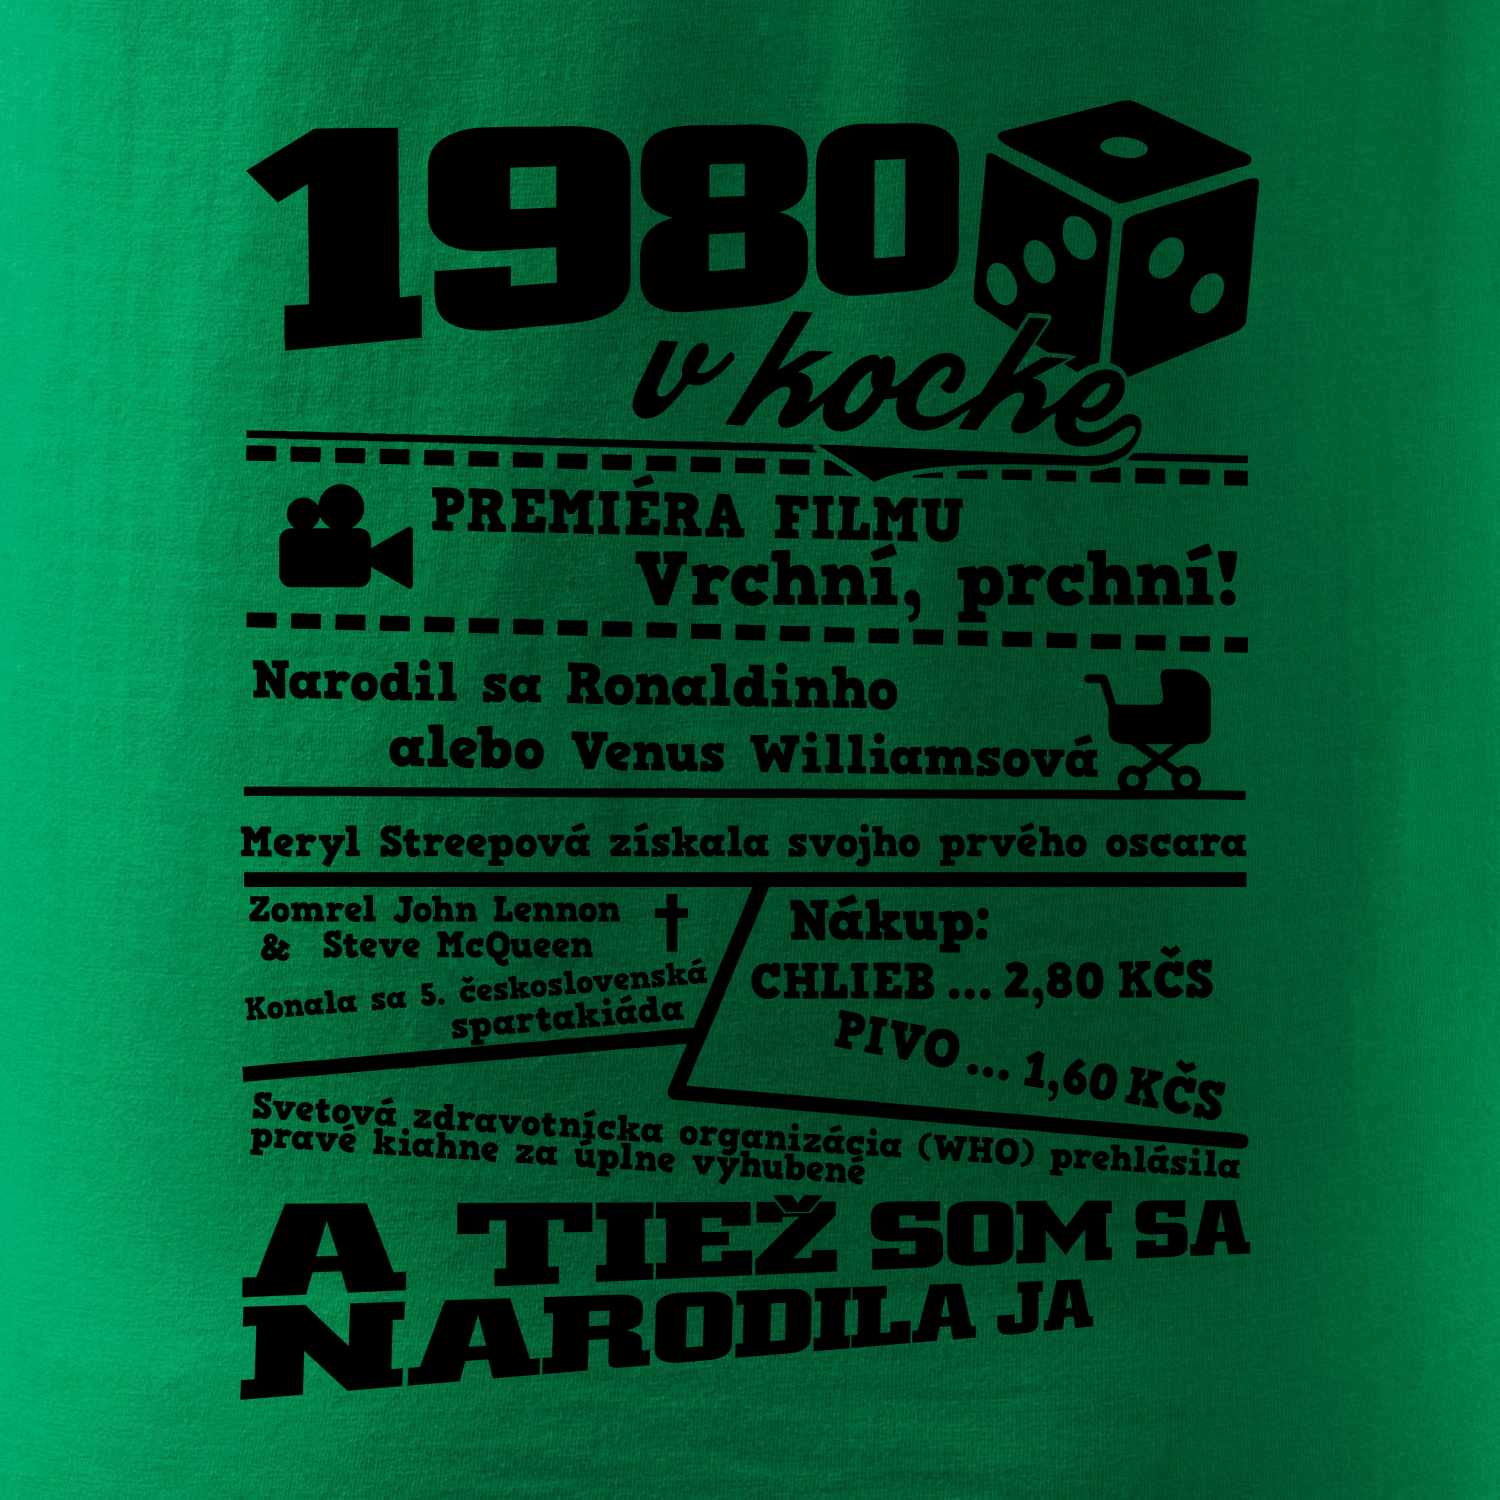 1980
v kocke
PREMIÉRA FILMU
Vrchní, prchní!
Narodil sa Ronaldinho
alebo Venus Williamsová
Meryl Streepová získala svojho prvého oscara
Zomrel John Lennon
& Steve McQueen
Konala sa 5. československá
spartakiáda
Nákup:
CHLIEB ... 2,80 KČS
PIVO ... 1,60 KČS
Svetová zdravotnícka organizácia (WHO) prehlásila
pravé kiahne za úplne vyhubené
A TIEŽ SOM SA
NARODILA JA